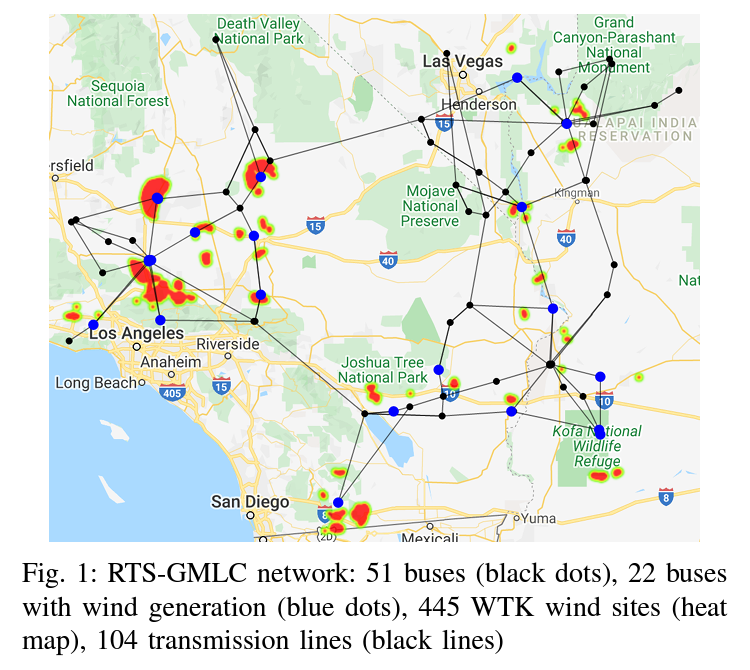 Death Valley
National Park
Grand
Canyon-Parashant
National
Monument
Las Vegas
Sequoia
National Forest
Henderson
15
UALAPAI INDIA
RESERVATION
rsfield
Mojave
National
Preserve
Kingman
15
40
40
Nat
Los Angeles
Riverside
Anaheim
Joshua Tree
National Park
Long Beach
405
15
10
10
Kofa National
Wildlife
Refuge
San Diego
8
8
Yuma
Mexicali
(2D)
Fig. 1: RTS-GMLC network: 51 buses (black dots), 22 buses
with wind generation (blue dots), 445 WTK wind sites (heat
map), 104 transmission lines (black lines)